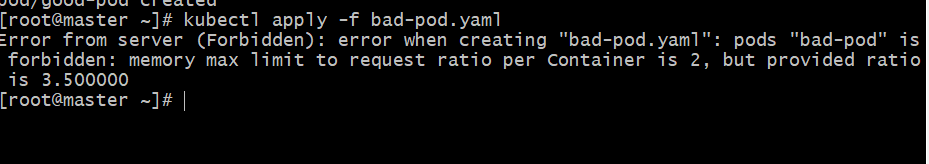 pod/good-pod created
[root@master ~]# kubectl apply -f bad-pod.yaml
Error from server (Forbidden): error when creating "bad-pod.yaml": pods "bad-pod" is
 forbidden: memory max limit to request ratio per Container is 2, but provided ratio
 is 3.500000
[root@master ~]#